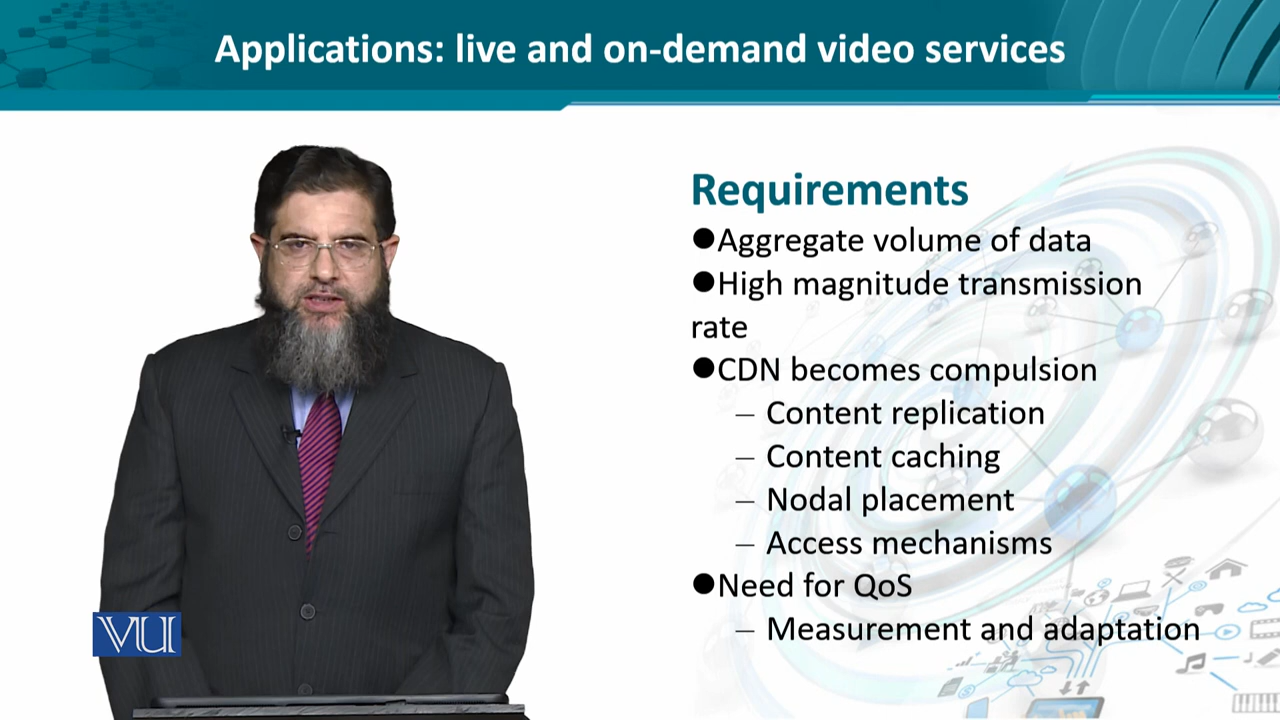 Applications: live and on-demand video services
Requirements
●Aggregate volume of data
●High magnitude transmission
rate
●CDN becomes compulsion
– Content replication
– Content caching
– Nodal placement
– Access mechanisms
●Need for QoS
– Measurement and adaptation
VU